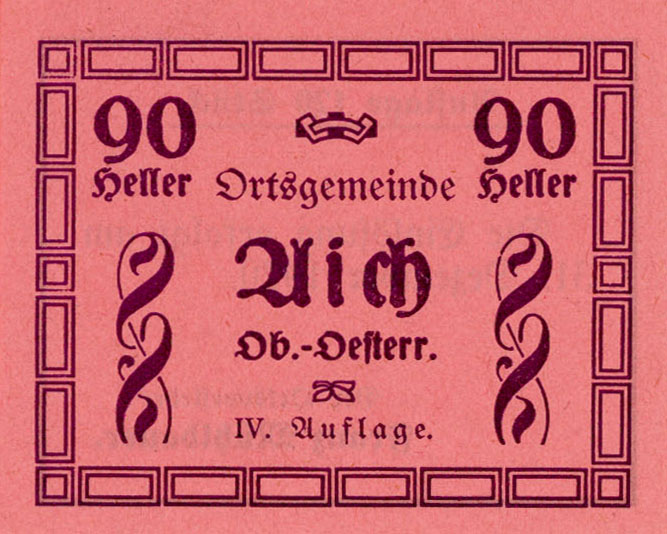 90 90
Heller Ortsgemeinde Heller
Aich
Ob.-Oesterr.
IV. Auflage.